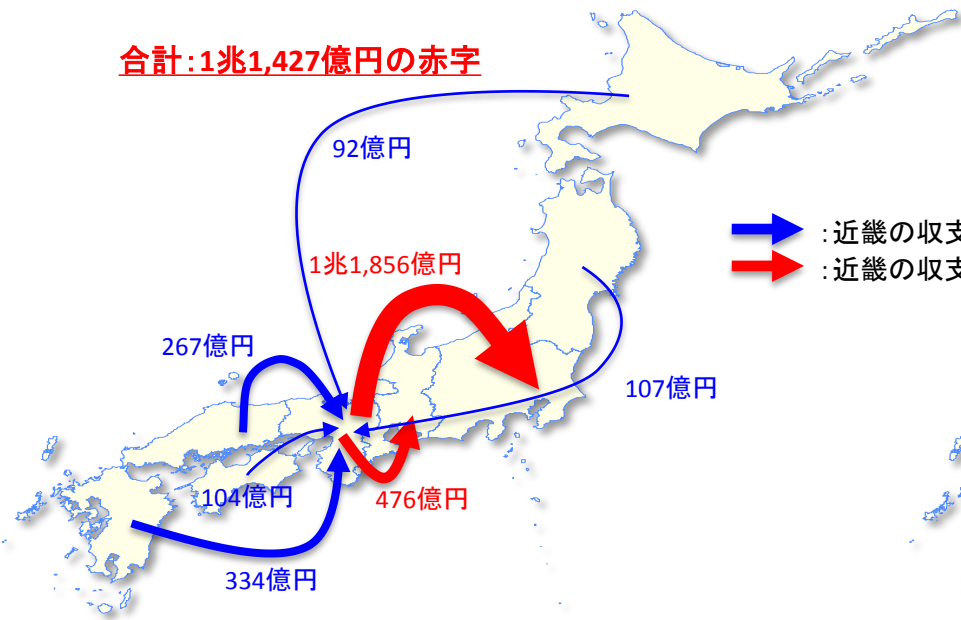 合計:1兆1,427億円の赤字
92億円
:近畿の収支
1兆1,856億円
:近畿の収支
267億円
107億円
104億円
476億円
334億円